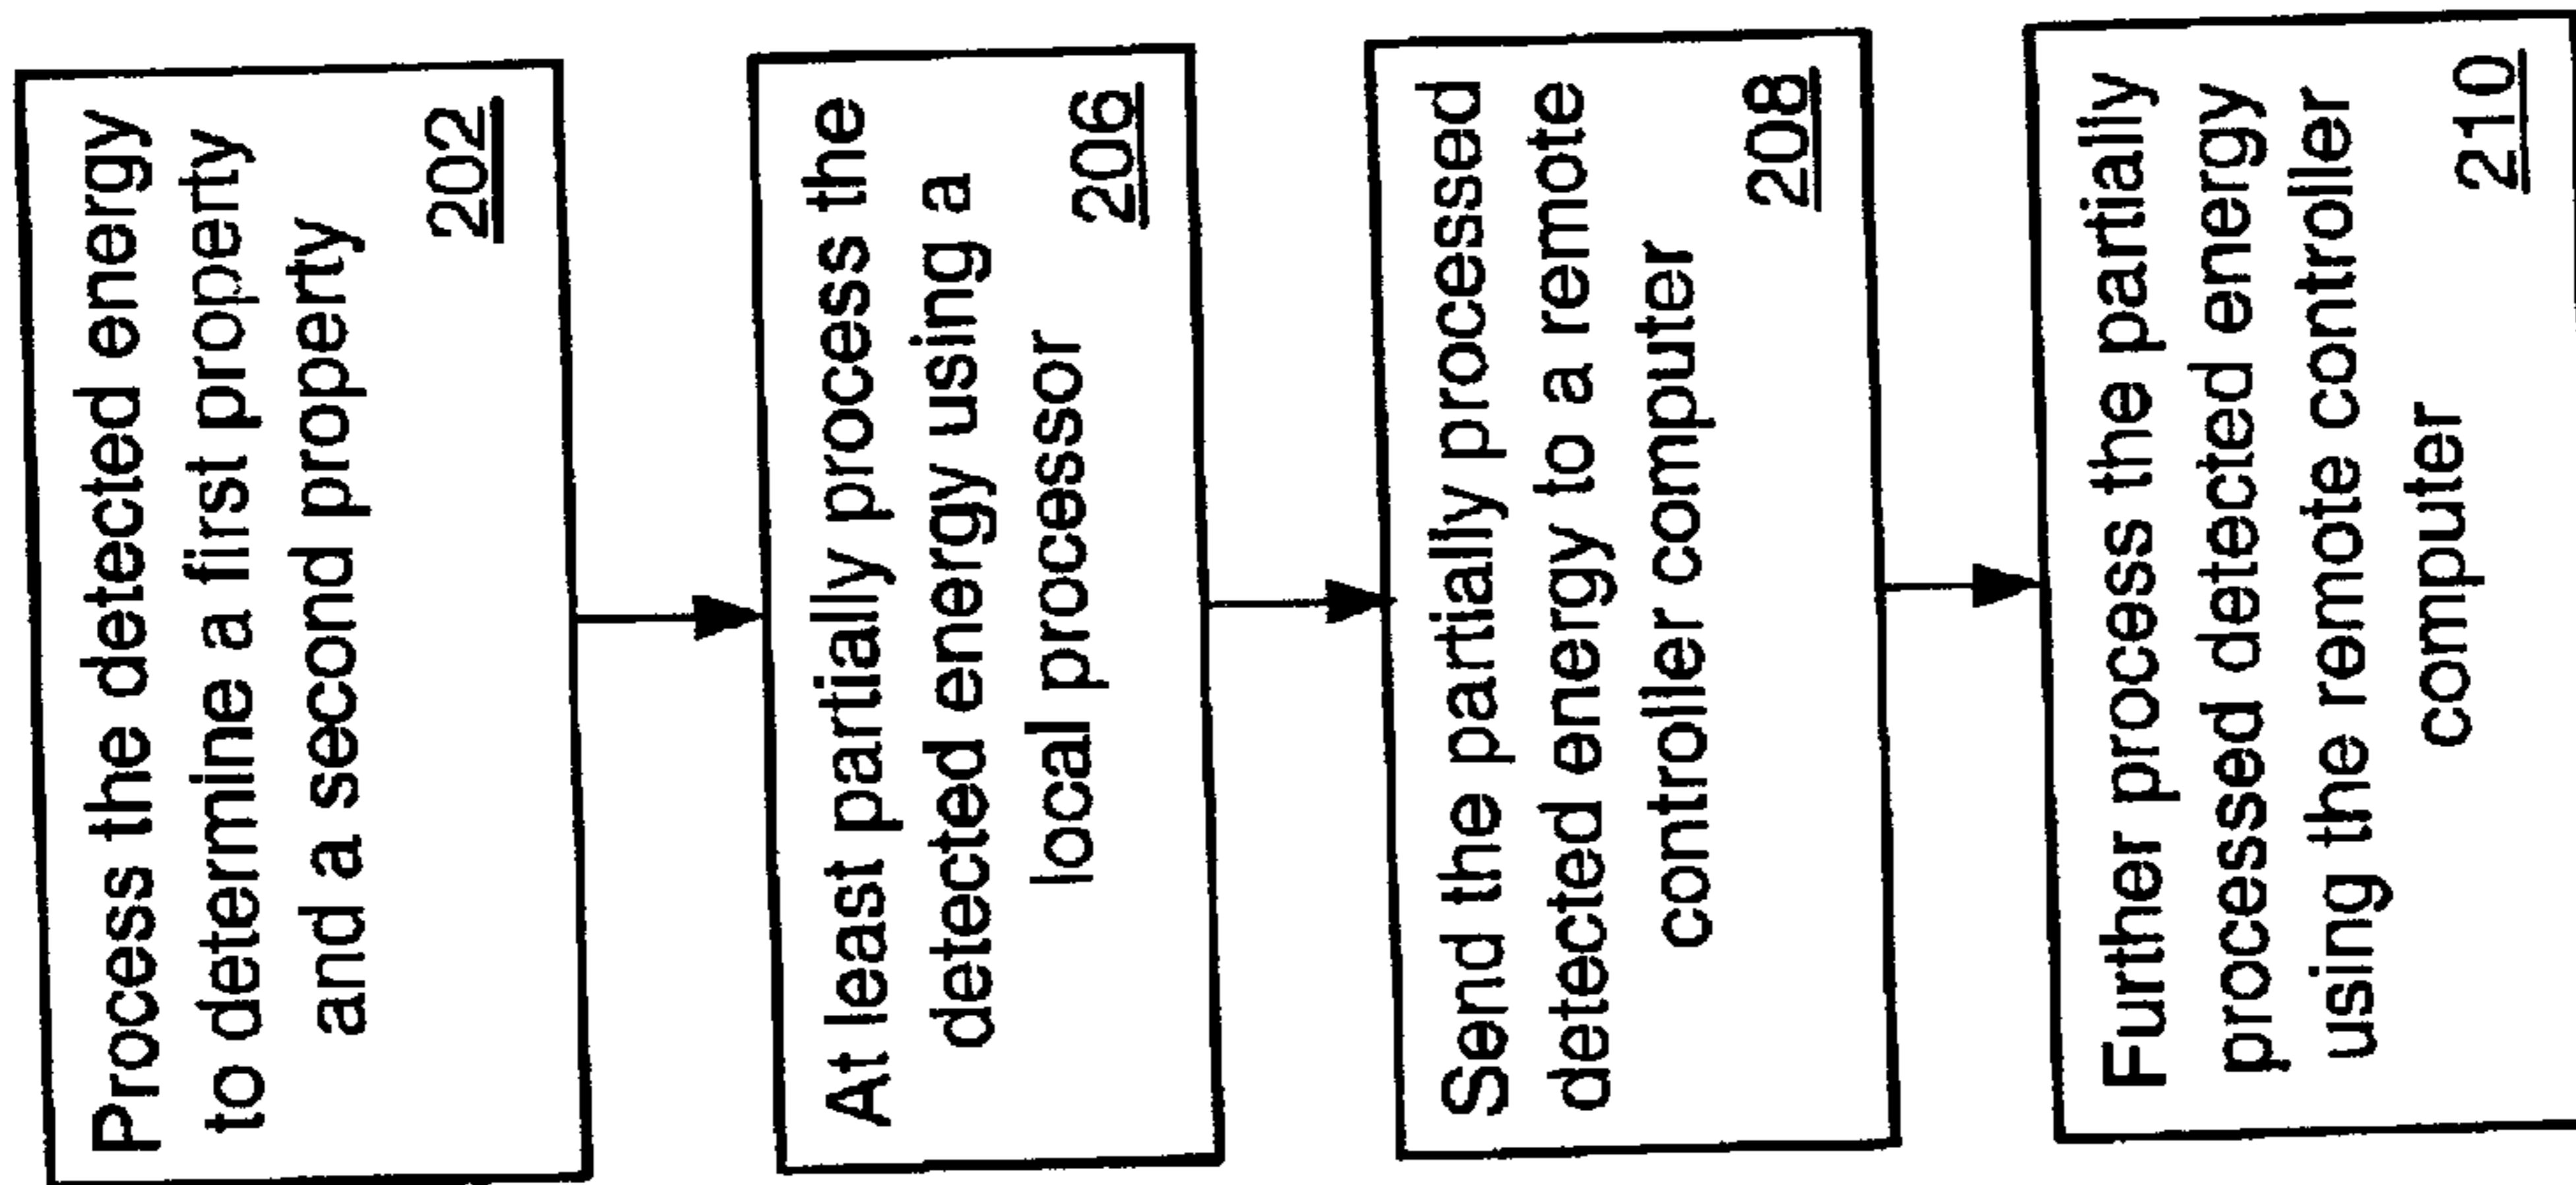 Process the detected energy
to determine a first property
and a second property
202
At least partially process the
detected energy using a
local processor
206
Send the partially processed
detected energy to a remote
controller computer
208
Further process the partially
processed detected energy
using the remote controller
computer
210